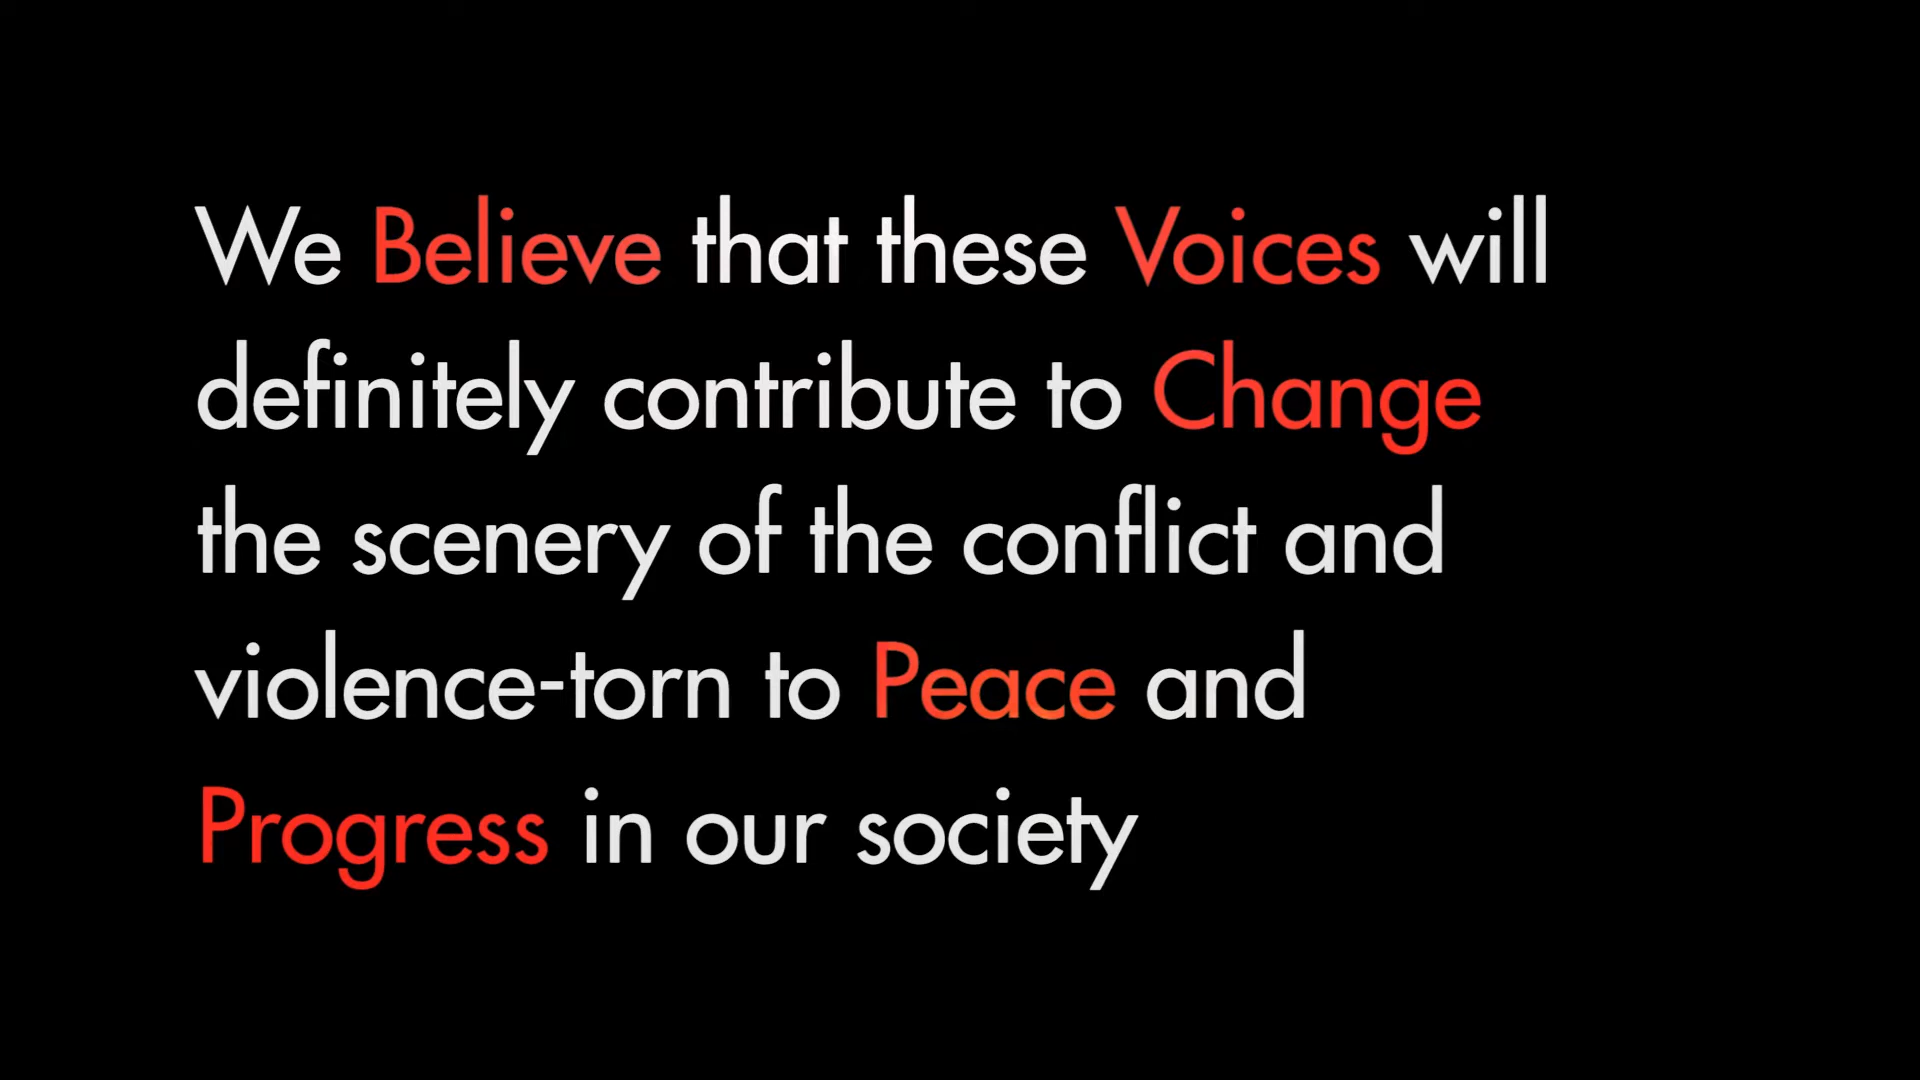 We Believe that these Voices will
definitely contribute to Change
the scenery of the conflict and
violence-torn to Peace and
Progress in our society